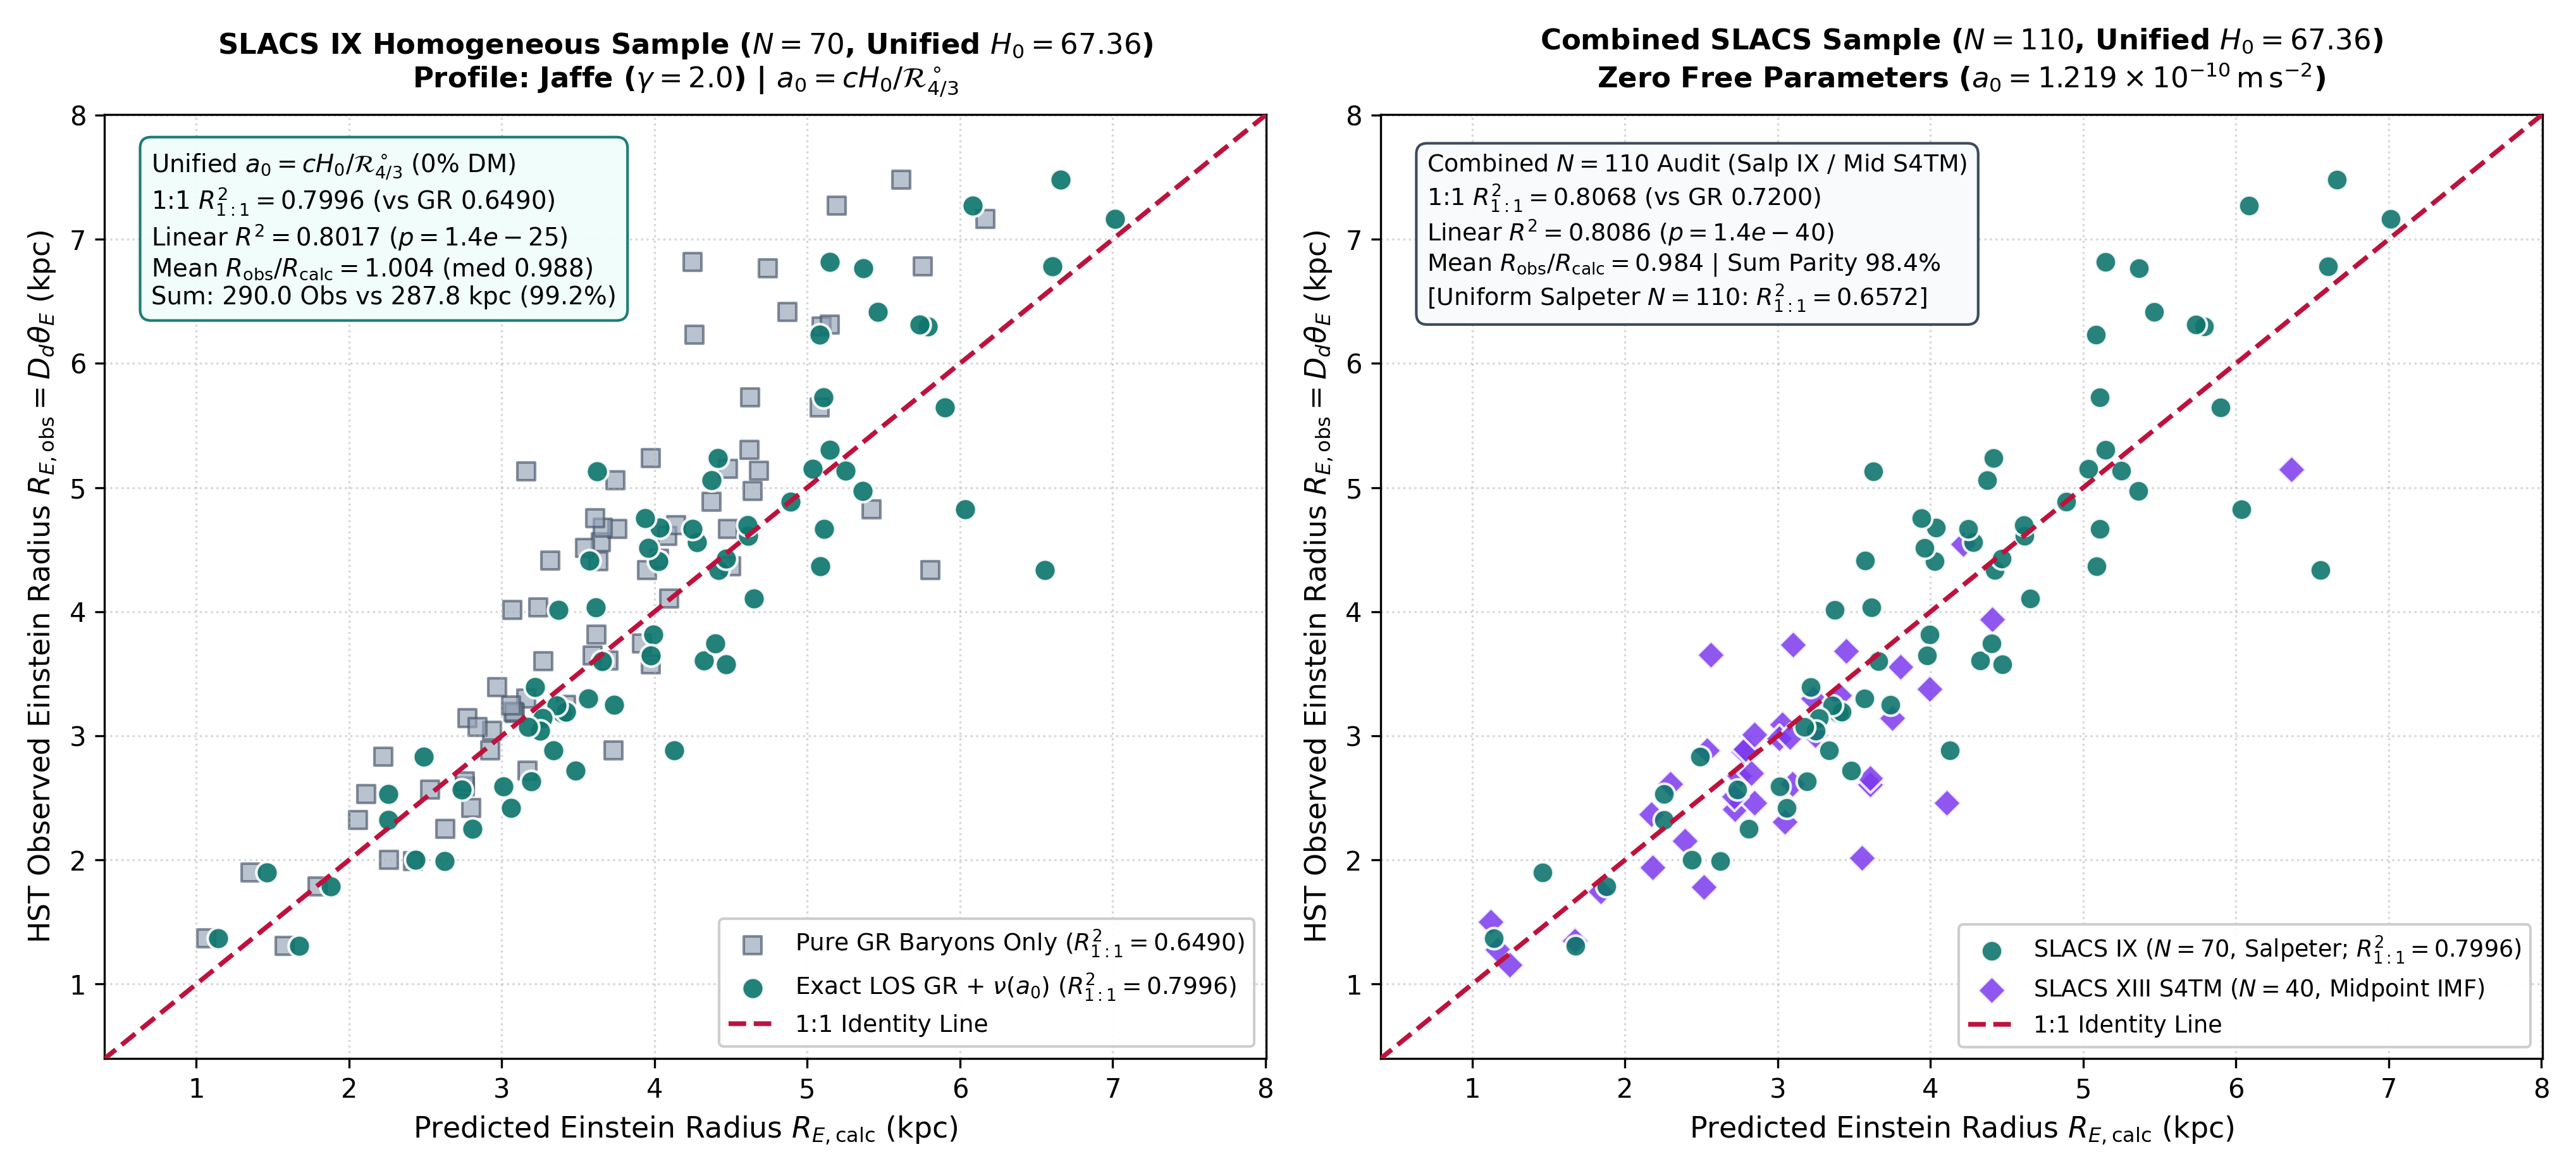 SLACS IX Homogeneous Sample (N = 70, Unified H₀ = 67.36)
Profile: Jaffe (γ = 2.0) | a₀ = cH₀/ℛ°₄/₃
8
7
6
5
4
3
2
1
HST Observed Einstein Radius R_E,obs = D_dθ_E (kpc)
Unified a₀ = cH₀/ℛ°₄/₃ (0% DM)
1:1 R²₁:₁ = 0.7996 (vs GR 0.6490)
Linear R² = 0.8017 (p = 1.4e − 25)
Mean R_obs/R_calc = 1.004 (med 0.988)
Sum: 290.0 Obs vs 287.8 kpc (99.2%)
Pure GR Baryons Only (R²₁:₁ = 0.6490)
Exact LOS GR + ν(a₀) (R²₁:₁ = 0.7996)
1:1 Identity Line
1 2 3 4 5 6 7 8
Predicted Einstein Radius R_E,calc (kpc)
Combined SLACS Sample (N = 110, Unified H₀ = 67.36)
Zero Free Parameters (a₀ = 1.219 × 10⁻¹⁰ m s⁻²)
8
7
6
5
4
3
2
1
HST Observed Einstein Radius R_E,obs = D_dθ_E (kpc)
Combined N = 110 Audit (Salp IX / Mid S4TM)
1:1 R²₁:₁ = 0.8068 (vs GR 0.7200)
Linear R² = 0.8086 (p = 1.4e − 40)
Mean R_obs/R_calc = 0.984 | Sum Parity 98.4%
[Uniform Salpeter N = 110: R²₁:₁ = 0.6572]
SLACS IX (N = 70, Salpeter; R²₁:₁ = 0.7996)
SLACS XIII S4TM (N = 40, Midpoint IMF)
1:1 Identity Line
1 2 3 4 5 6 7 8
Predicted Einstein Radius R_E,calc (kpc)